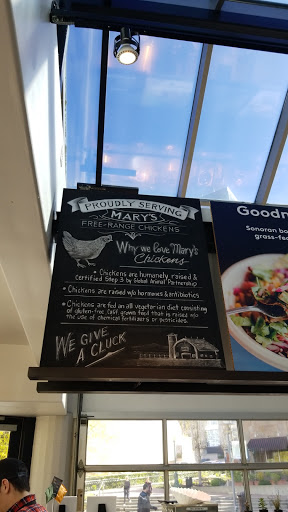 PROUDLY SERVING
MARY'S
FREE-RANGE CHICKENS
Why we love Mary's
Chickens
• Chickens are humanely raised &
Certified Step 3 by Global Animal Partnership
• Chickens are raised w/o hormones & antibiotics
• Chickens are fed an all vegetarian diet consisting
of gluten-free Calif. grown feed that is raised w/o
the use of chemical fertilizers or pesticides.
WE GIVE
A CLUCK
Goodn
Sonoran bo
grass-fe